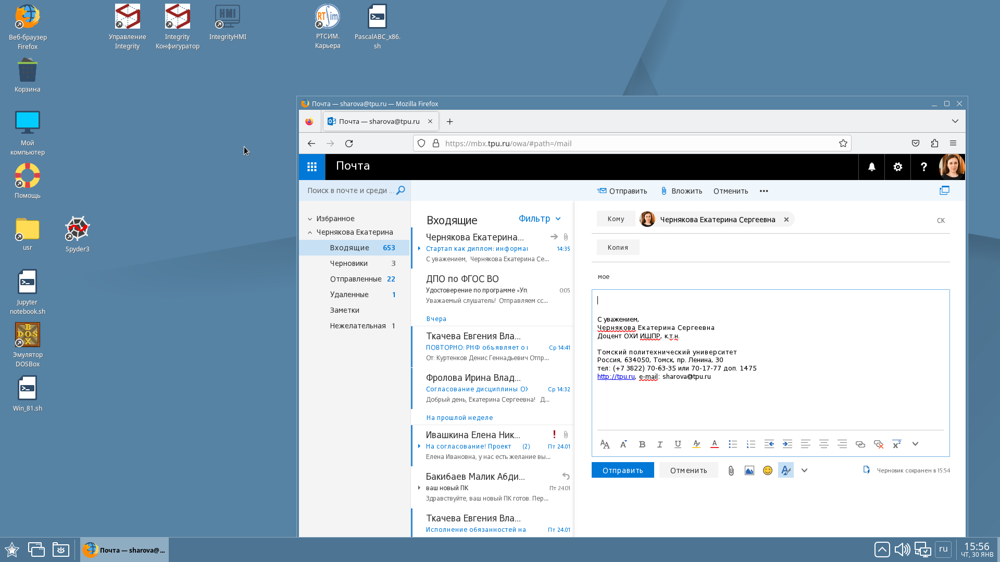 Веб-браузер
Firefox
Управление
Integrity
Integrity
Конфигуратор
HMI
IntegrityHMI
RT Sim
РТСИМ.
Карьера
PascalABC_x86.
sh
Корзина
Мой
компьютер
Помощь
usr
Spyder3
Jupyter
notebook.sh
DOS
B
X
Эмулятор
DOSBox
Win_81.sh
Почта — sharova@tpu.ru — Mozilla Firefox
Почта — sharova@tpu.ru
https://mbx.tpu.ru/owa/#path=/mail
Почта
Поиск в почте и среди ...
Отправить
Вложить
Отменить
Избранное
Чернякова Екатерина
Входящие 653
Черновики 3
Отправленные 22
Удаленные 1
Заметки
Нежелательная 1
Входящие
Фильтр
Чернякова Екатерина...
Стартап как диплом: информаı 14:35
С уважением, Чернякова Екатерина Се...
ДПО по ФГОС ВО
Удостоверение по программе «Уп 0:05
Уважаемый слушатель! Отправляем сс...
Вчера
Ткачева Евгения Вла...
ПОВТОРНО: РНФ объявляет о ı Ср 14:41
От: Куртенков Денис Геннадьевич Отпр...
Фролова Ирина Влад...
Согласование дисциплины ОХ Ср 14:32
Добрый день, Екатерина Сергеевна! Д...
На прошлой неделе
Ивашкина Елена Ник...
На согласование! Проект (2) Пт 24.01
Елена Ивановна, у нас есть желание вы...
Бакибаев Малик Абди...
ваш новый ПК Пт 24.01
Здравствуйте, ваш новый ПК готов. Пер...
Ткачева Евгения Вла...
Исполнение обязанностей на Пт 24.01
Кому
Чернякова Екатерина Сергеевна
СК
Копия
мое
С уважением,
Чернякова Екатерина Сергеевна
Доцент ОХИ ИШПР, к.т.н.
Томский политехнический университет
Россия, 634050, Томск, пр. Ленина, 30
тел: (+7 3822) 70-63-35 или 70-17-77 доп. 1475
http://tpu.ru, e-mail: sharova@tpu.ru
Отправить
Отменить
Черновик сохранен в 15:54
Почта — sharova@ ...
ru
15:56
ЧТ, 30 ЯНВ